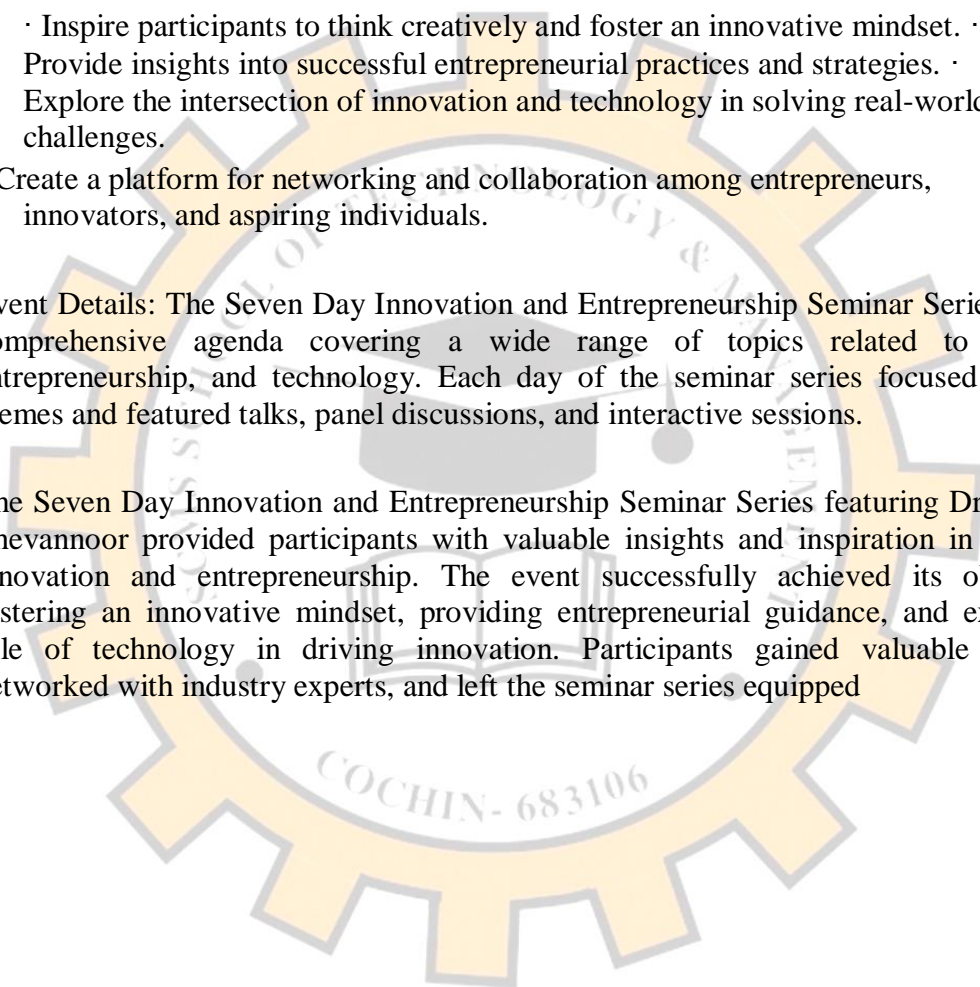 · Inspire participants to think creatively and foster an innovative mindset. ·
Provide insights into successful entrepreneurial practices and strategies. ·
Explore the intersection of innovation and technology in solving real-world
challenges.
Create a platform for networking and collaboration among entrepreneurs,
innovators, and aspiring individuals.
vent Details: The Seven Day Innovation and Entrepreneurship Seminar Serie
omprehensive agenda covering a wide range of topics related to
ntrepreneurship, and technology. Each day of the seminar series focused
emes and featured talks, panel discussions, and interactive sessions.
he Seven Day Innovation and Entrepreneurship Seminar Series featuring Dr
hevannoor provided participants with valuable insights and inspiration in
nnovation and entrepreneurship. The event successfully achieved its o
stering an innovative mindset, providing entrepreneurial guidance, and e
le of technology in driving innovation. Participants gained valuable
etworked with industry experts, and left the seminar series equipped
SCHOOL OF TECHNOLOGY & MANAGEMENT
COCHIN- 683106